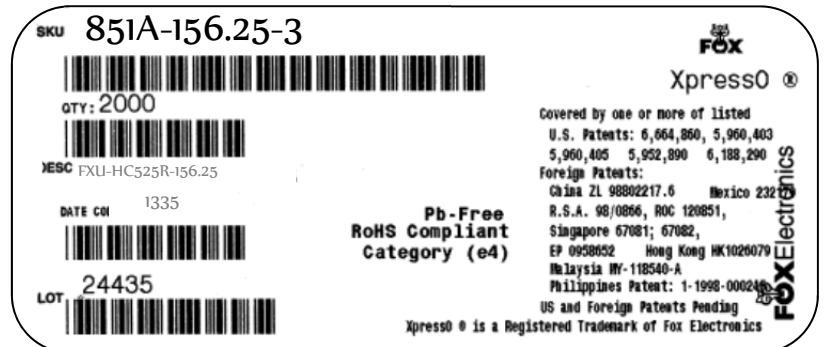 SKU 851A-156.25-3
FOX
XpressO ®
QTY: 2000
DESC FXU-HC525R-156.25
DATE 1335
LOT 24435
Pb-Free
RoHS Compliant
Category (e4)
Covered by one or more of listed
U.S. Patents: 6,664,860, 5,960,403
5,960,405 5,952,890 6,188,290
Foreign Patents:
China ZL 98802217.6 Mexico
R.S.A. 98/0866, ROC 120851,
Singapore 67081; 67082,
EP 0958652 Hong Kong HK1026079
Malaysia MY-118540-A
Philippines Patent:
US and Foreign Patents Pending
XpressO ® is a Registered Trademark of Fox Electronics
FOXElectronics